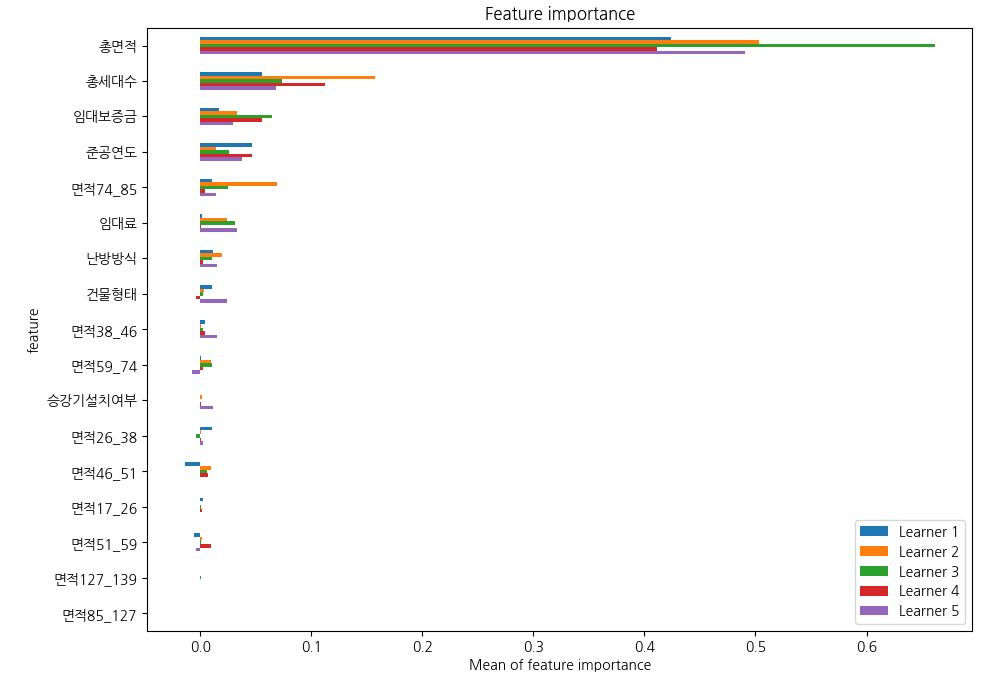 Feature importance
feature
총면적
총세대수
임대보증금
준공연도
면적74_85
임대료
난방방식
건물형태
면적38_46
면적59_74
승강기설치여부
면적26_38
면적46_51
면적17_26
면적51_59
면적127_139
면적85_127
Learner 1
Learner 2
Learner 3
Learner 4
Learner 5
0.0 0.1 0.2 0.3 0.4 0.5 0.6
Mean of feature importance